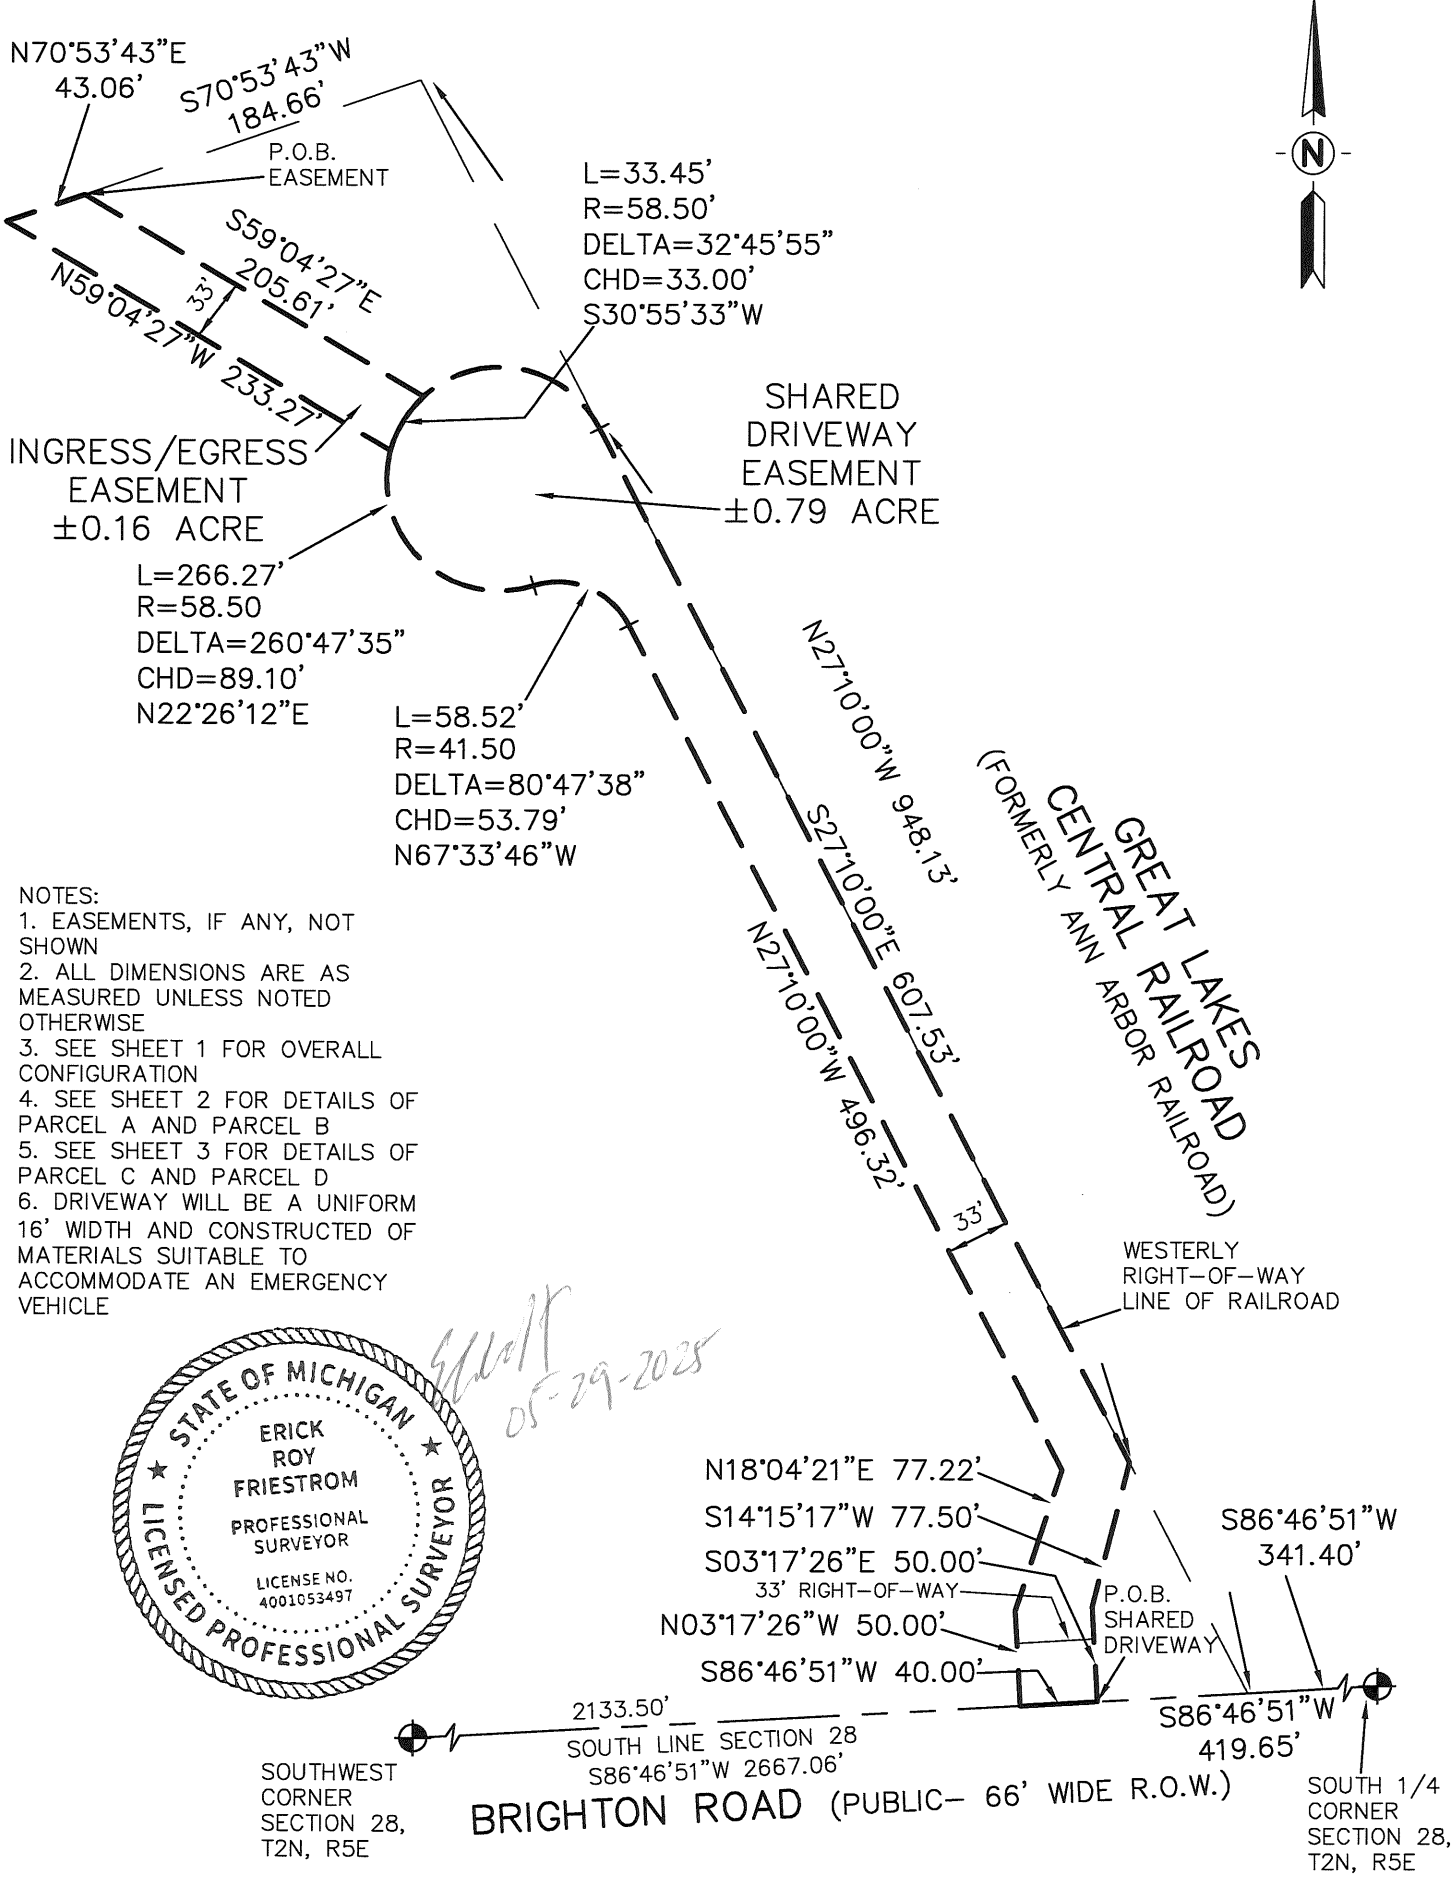 N70°53'43"E
43.06'
S70°53'43"W
184.66'
P.O.B.
EASEMENT
N
L=33.45'
R=58.50'
DELTA=32°45'55"
CHD=33.00'
S30°55'33"W
S59°04'27"E
205.61'
33'
N59°04'27"W 233.27'
SHARED
DRIVEWAY
EASEMENT
±0.79 ACRE
INGRESS/EGRESS
EASEMENT
±0.16 ACRE
L=266.27'
R=58.50
DELTA=260°47'35"
CHD=89.10'
N22°26'12"E
L=58.52'
R=41.50
DELTA=80°47'38"
CHD=53.79'
N67°33'46"W
N27°10'00"W 948.13'
S27°10'00"E 607.53'
N27°10'00"W 496.32'
33'
GREAT LAKES
CENTRAL RAILROAD
(FORMERLY ANN ARBOR RAILROAD)
NOTES:
1. EASEMENTS, IF ANY, NOT
SHOWN
2. ALL DIMENSIONS ARE AS
MEASURED UNLESS NOTED
OTHERWISE
3. SEE SHEET 1 FOR OVERALL
CONFIGURATION
4. SEE SHEET 2 FOR DETAILS OF
PARCEL A AND PARCEL B
5. SEE SHEET 3 FOR DETAILS OF
PARCEL C AND PARCEL D
6. DRIVEWAY WILL BE A UNIFORM
16' WIDTH AND CONSTRUCTED OF
MATERIALS SUITABLE TO
ACCOMMODATE AN EMERGENCY
VEHICLE
WESTERLY
RIGHT-OF-WAY
LINE OF RAILROAD
05-29-2025
STATE OF MICHIGAN
ERICK
ROY
FRIESTROM
PROFESSIONAL
SURVEYOR
LICENSE NO.
4001053497
LICENSED PROFESSIONAL SURVEYOR
N18°04'21"E 77.22'
S14°15'17"W 77.50'
S03°17'26"E 50.00'
33' RIGHT-OF-WAY
N03°17'26"W 50.00'
S86°46'51"W 40.00'
P.O.B.
SHARED
DRIVEWAY
S86°46'51"W
341.40'
S86°46'51"W
419.65'
2133.50'
SOUTH LINE SECTION 28
S86°46'51"W 2667.06'
SOUTHWEST
CORNER
SECTION 28,
T2N, R5E
BRIGHTON ROAD (PUBLIC- 66' WIDE R.O.W.)
SOUTH 1/4
CORNER
SECTION 28,
T2N, R5E